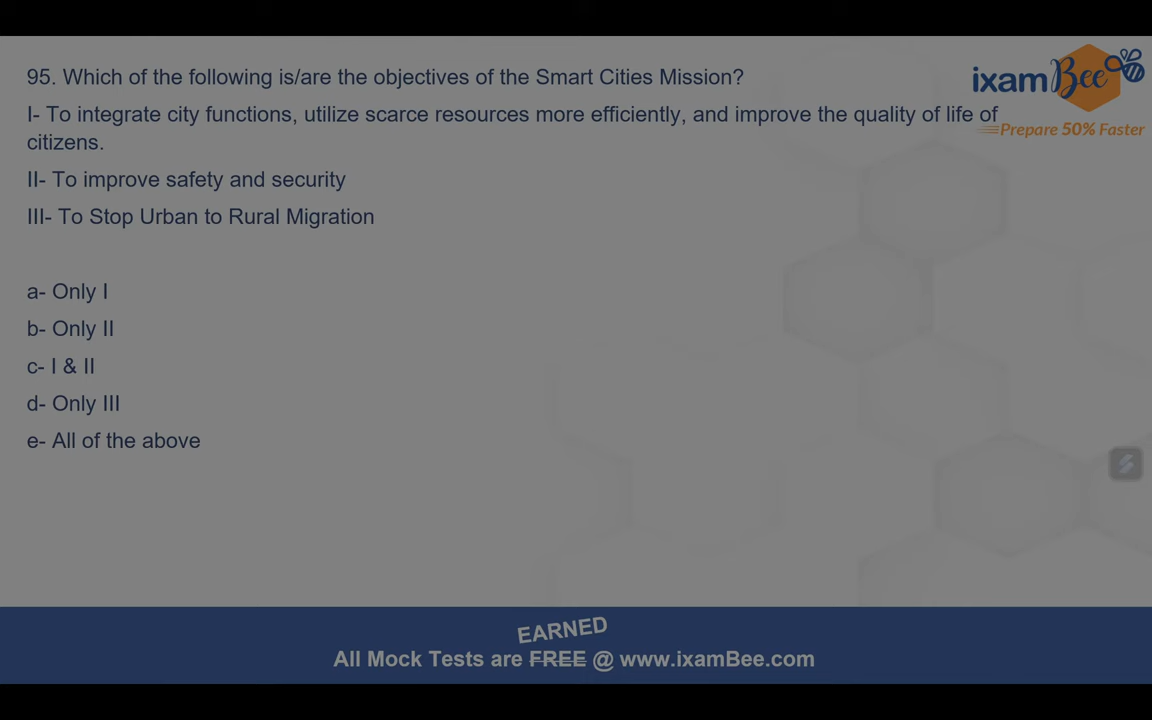 95. Which of the following is/are the objectives of the Smart Cities Mission?
I- To integrate city functions, utilize scarce resources more efficiently, and improve the quality of life of
citizens.
II- To improve safety and security
III- To Stop Urban to Rural Migration
a- Only I
b- Only II
c- I & II
d- Only III
e- All of the above
ixamBee
Prepare 50% Faster
EARNED
All Mock Tests are FREE @ www.ixamBee.com